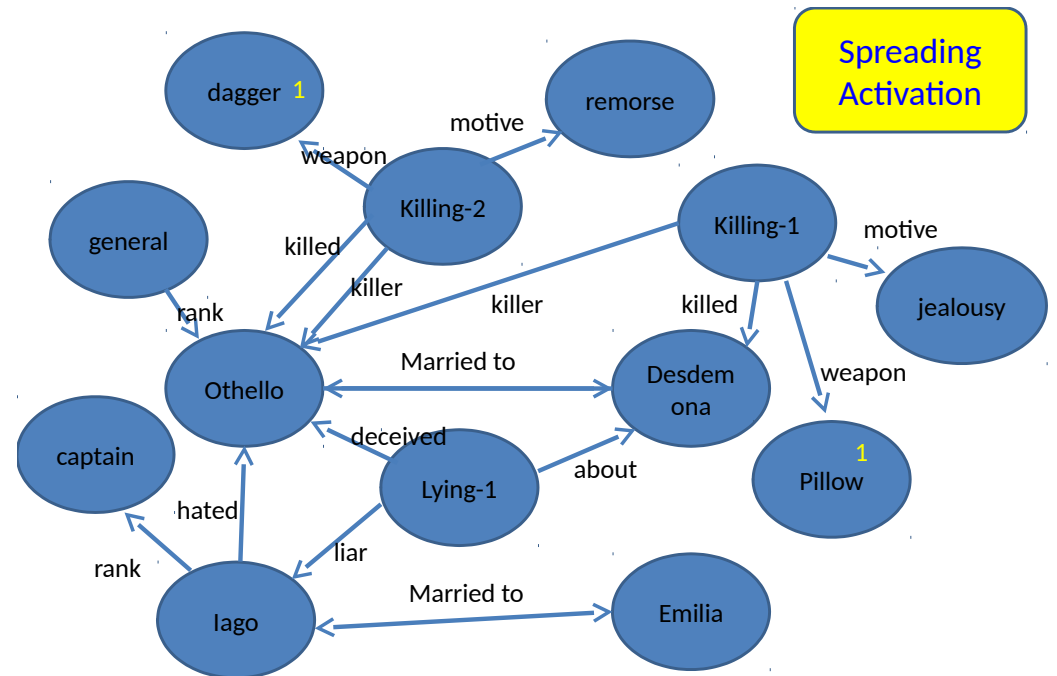 Spreading
Activation
dagger 1
remorse
motive
weapon
Killing-2
Killing-1
general
killed
motive
killer
killer
killed
jealousy
rank
Married to
Othello
Desdem
ona
weapon
captain
deceived
Lying-1
about
1
Pillow
hated
rank
liar
Married to
Iago
Emilia